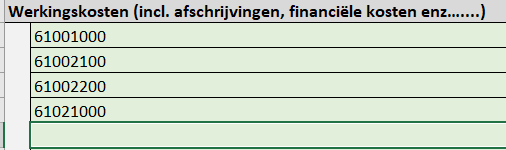 Werkingskosten (incl. afschrijvingen, financiële kosten enz.......)
61001000
61002100
61002200
61021000